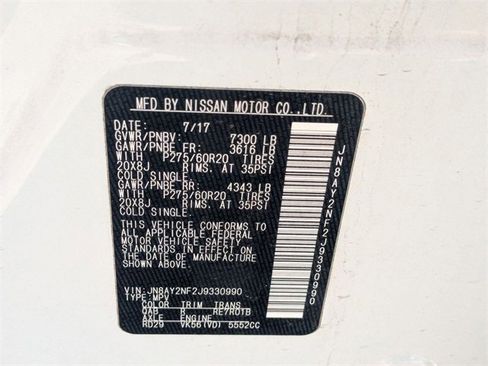 MFD BY NISSAN MOTOR CO.,LTD.
DATE: 7/17
GVWR/PNBV: 7300 LB
GAWR/PNBE FR: 3616 LB
WITH P275/60R20 TIRES
20X8J RIMS. AT 35PSI
COLD SINGLE.
GAWR/PNBE RR: 4343 LB
WITH P275/60R20 TIRES
20X8J RIMS. AT 35PSI
COLD SINGLE.
THIS VEHICLE CONFORMS TO
ALL APPLICABLE FEDERAL
MOTOR VEHICLE SAFETY
STANDARDS IN EFFECT ON
THE DATE OF MANUFACTURE
SHOWN ABOVE.
VIN: JN8AY2NF2J9330990
TYPE: MPV
COLOR TRIM TRANS
QAB R RE7R01B
AXLE ENGINE
RD29 VK56(VD) 5552CC
JN8AY2NF2J9330990